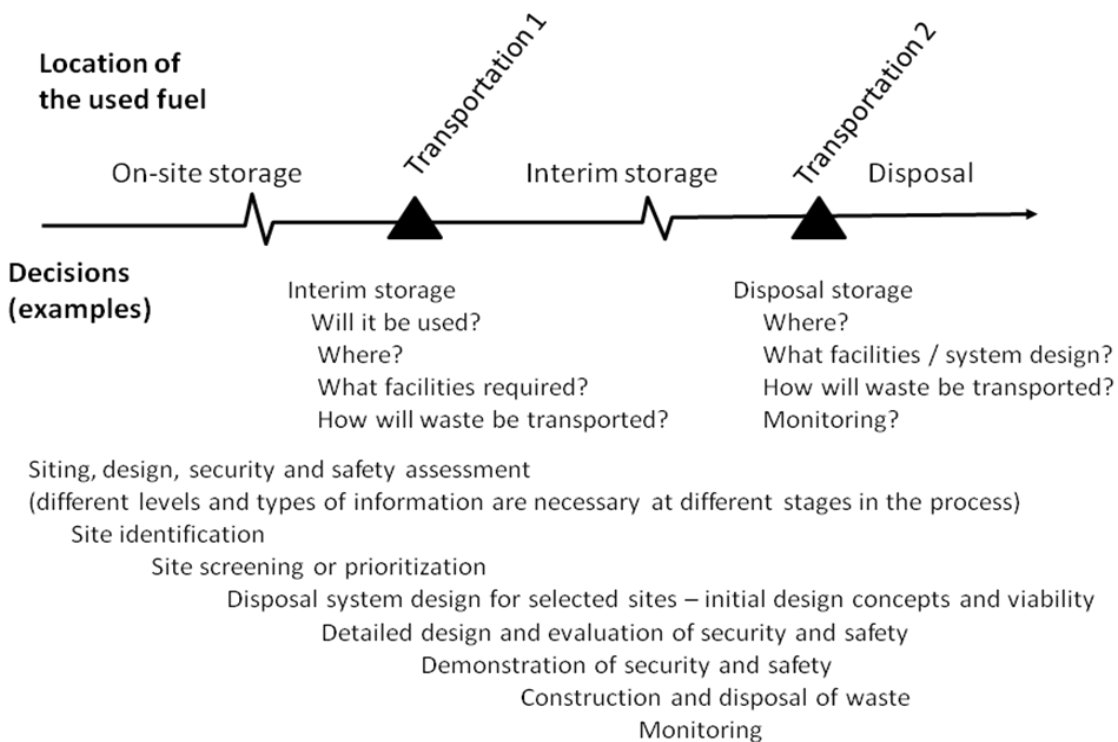 Location of
the used fuel
On-site storage
Transportation 1
Interim storage
Transportation 2
Disposal
Decisions
(examples)
Interim storage
Will it be used?
Where?
What facilities required?
How will waste be transported?
Disposal storage
Where?
What facilities / system design?
How will waste be transported?
Monitoring?
Siting, design, security and safety assessment
(different levels and types of information are necessary at different stages in the process)
Site identification
Site screening or prioritization
Disposal system design for selected sites – initial design concepts and viability
Detailed design and evaluation of security and safety
Demonstration of security and safety
Construction and disposal of waste
Monitoring